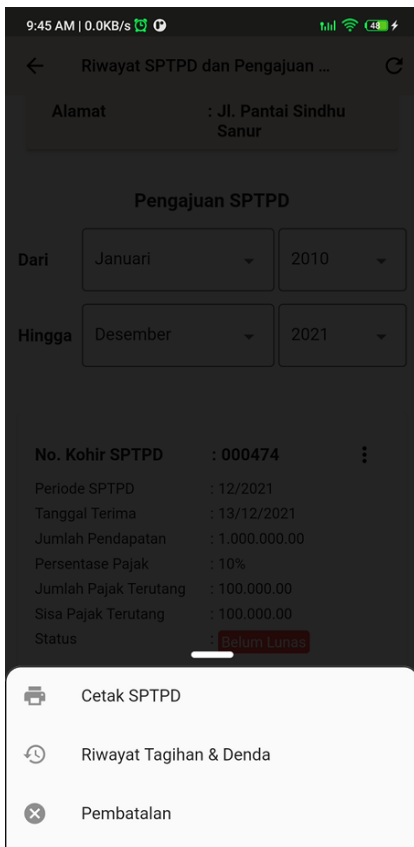 9:45 AM | 0.0KB/s
48
Riwayat SPTPD dan Pengajuan ...
Alamat : Jl. Pantai Sindhu
Sanur
Pengajuan SPTPD
Dari Januari 2010
Hingga Desember 2021
No. Kohir SPTPD : 000474
Periode SPTPD : 12/2021
Tanggal Terima : 13/12/2021
Jumlah Pendapatan : 1.000.000.00
Persentase Pajak : 10%
Jumlah Pajak Terutang : 100.000.00
Sisa Pajak Terutang : 100.000.00
Status : Belum Lunas
Cetak SPTPD
Riwayat Tagihan & Denda
Pembatalan